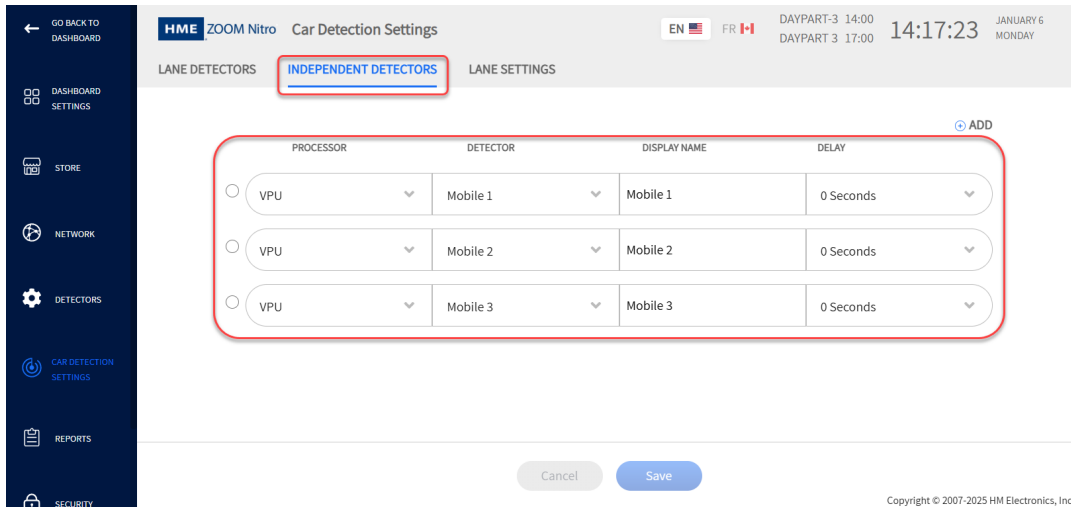 GO BACK TO
DASHBOARD
DASHBOARD
SETTINGS
STORE
NETWORK
DETECTORS
CAR DETECTION
SETTINGS
REPORTS
SECURITY
HME ZOOM Nitro Car Detection Settings
EN FR
DAYPART-3 14:00
DAYPART 3 17:00
14:17:23
JANUARY 6
MONDAY
LANE DETECTORS INDEPENDENT DETECTORS LANE SETTINGS
ADD
PROCESSOR DETECTOR DISPLAY NAME DELAY
VPU Mobile 1 Mobile 1 0 Seconds
VPU Mobile 2 Mobile 2 0 Seconds
VPU Mobile 3 Mobile 3 0 Seconds
Cancel Save
Copyright © 2007-2025 HM Electronics, Inc